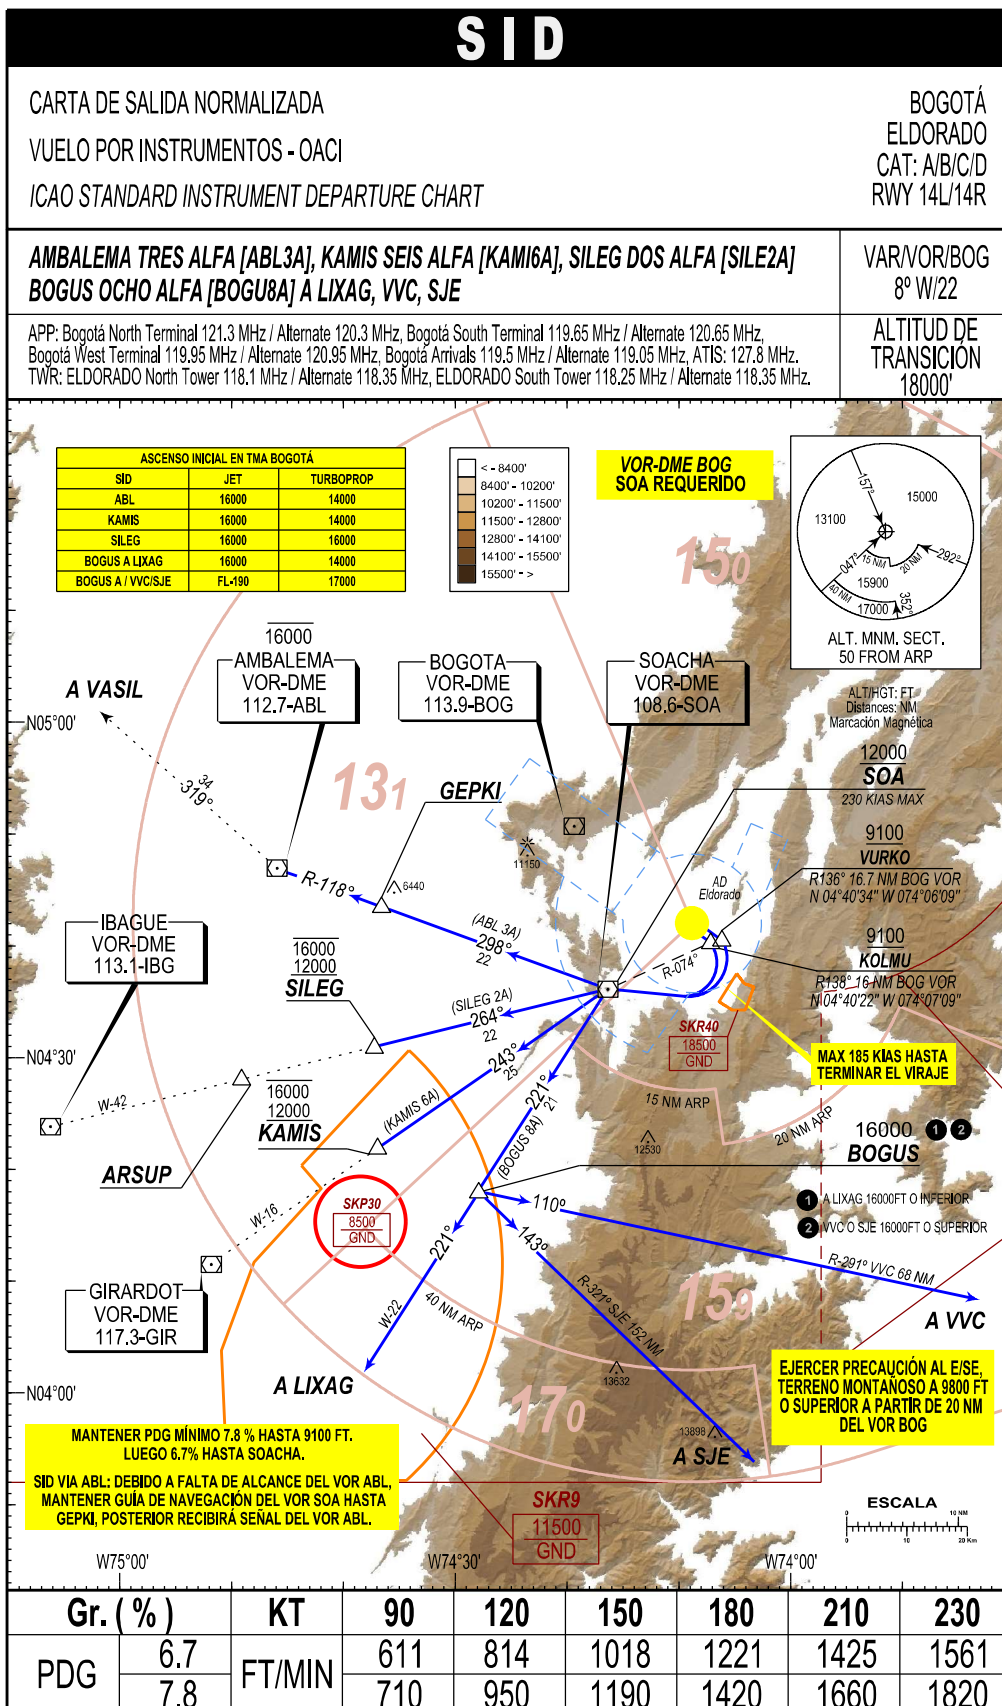 SID
CARTA DE SALIDA NORMALIZADA
VUELO POR INSTRUMENTOS - OACI
ICAO STANDARD INSTRUMENT DEPARTURE CHART
BOGOTÁ
ELDORADO
CAT: A/B/C/D
RWY 14L/14R
AMBALEMA TRES ALFA [ABL3A], KAMIS SEIS ALFA [KAMI6A], SILEG DOS ALFA [SILE2A]
BOGUS OCHO ALFA [BOGU8A] A LIXAG, VVC, SJE
VAR/VOR/BOG
8º W/22
APP: Bogotá North Terminal 121.3 MHz / Alternate 120.3 MHz, Bogotá South Terminal 119.65 MHz / Alternate 120.65 MHz,
Bogotá West Terminal 119.95 MHz / Alternate 120.95 MHz, Bogotá Arrivals 119.5 MHz / Alternate 119.05 MHz, ATIS: 127.8 MHz.
TWR: ELDORADO North Tower 118.1 MHz / Alternate 118.35 MHz, ELDORADO South Tower 118.25 MHz / Alternate 118.35 MHz.
ALTITUD DE
TRANSICIÓN
18000'
ASCENSO INICIAL EN TMA BOGOTÁ
SID JET TURBOPROP
ABL 16000 14000
KAMIS 16000 14000
SILEG 16000 16000
BOGUS A LIXAG 16000 14000
BOGUS A / VVC/SJE FL-190 17000
< - 8400'
8400' - 10200'
10200' - 11500'
11500' - 12800'
12800' - 14100'
14100' - 15500'
15500' - >
VOR-DME BOG
SOA REQUERIDO
157°
15000
13100
047°
15 NM
20 NM
292°
15900
40 NM
17000
352°
ALT. MNM. SECT.
50 FROM ARP
ALT/HGT: FT
Distances: NM
Marcación Magnética
150
131
159
170
16000
AMBALEMA
VOR-DME
112.7-ABL
BOGOTA
VOR-DME
113.9-BOG
SOACHA
VOR-DME
108.6-SOA
A VASIL
N05°00'
34
319°
GEPKI
12000
SOA
230 KIAS MAX
9100
VURKO
R136° 16.7 NM BOG VOR
N 04°40'34" W 074°06'09"
9100
KOLMU
R138° 16 NM BOG VOR
N 04°40'22" W 074°07'09"
11150
AD
Eldorado
R-118°
6440
(ABL 3A)
298°
22
R-074°
IBAGUE
VOR-DME
113.1-IBG
16000
12000
SILEG
(SILEG 2A)
264°
22
243°
25
SKR40
18500
GND
MAX 185 KIAS HASTA
TERMINAR EL VIRAJE
N04°30'
W-42
ARSUP
16000
12000
KAMIS
(KAMIS 6A)
221°
21
(BOGUS 8A)
15 NM ARP
20 NM ARP
12530
16000 1 2
BOGUS
1 A LIXAG 16000FT O INFERIOR
2 VVC O SJE 16000FT O SUPERIOR
SKP30
8500
GND
W-16
110º
143º
221°
R-291° VVC 68 NM
R-321° SJE 152 NM
A VVC
GIRARDOT
VOR-DME
117.3-GIR
W-22
40 NM ARP
A LIXAG
13632
N04°00'
EJERCER PRECAUCIÓN AL E/SE,
TERRENO MONTAÑOSO A 9800 FT
O SUPERIOR A PARTIR DE 20 NM
DEL VOR BOG
13898
A SJE
MANTENER PDG MÍNIMO 7.8 % HASTA 9100 FT.
LUEGO 6.7% HASTA SOACHA.
SID VIA ABL: DEBIDO A FALTA DE ALCANCE DEL VOR ABL,
MANTENER GUÍA DE NAVEGACIÓN DEL VOR SOA HASTA
GEPKI, POSTERIOR RECIBIRÁ SEÑAL DEL VOR ABL.
SKR9
11500
GND
ESCALA
0 10 NM
0 10 20 Km
W75°00'
W74°30'
W74°00'
Gr. ( % ) KT 90 120 150 180 210 230
PDG 6.7 FT/MIN 611 814 1018 1221 1425 1561
7.8 710 950 1190 1420 1660 1820